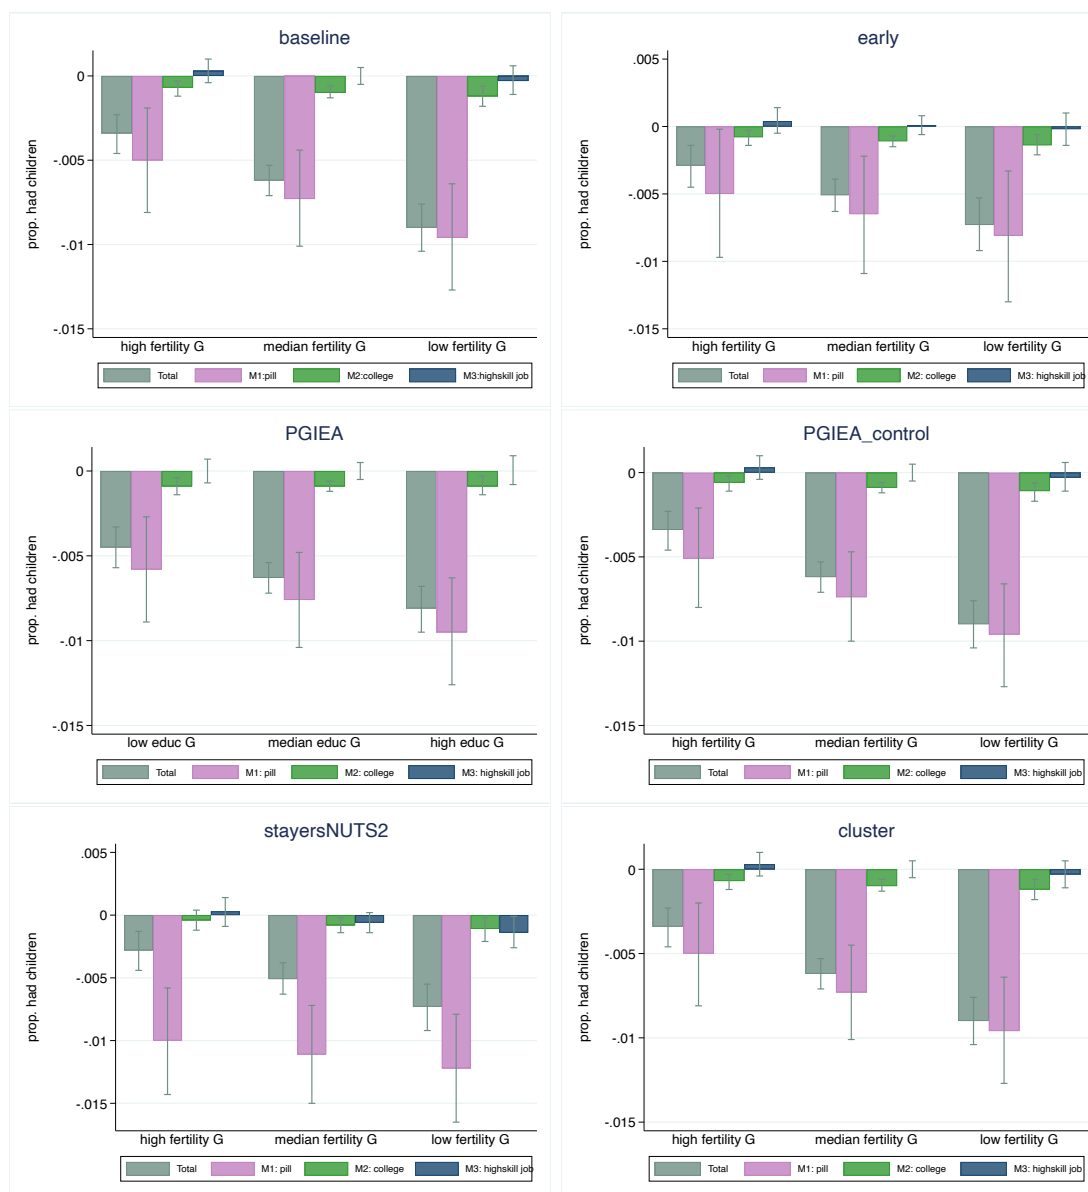 baseline
prop. had children
0
-.005
-.01
-.015
high fertility G median fertility G low fertility G
Total M1:pill M2:college M3:highskill job
early
prop. had children
.005
0
-.005
-.01
-.015
high fertility G median fertility G low fertility G
Total M1: pill M2: college M3: highskill job
PGIEA
prop. had children
0
-.005
-.01
-.015
low educ G median educ G high educ G
Total M1: pill M2: college M3: highskill job
PGIEA_control
prop. had children
0
-.005
-.01
-.015
high fertility G median fertility G low fertility G
Total M1: pill M2: college M3: highskill job
stayersNUTS2
prop. had children
.005
0
-.005
-.01
-.015
high fertility G median fertility G low fertility G
Total M1: pill M2: college M3: highskill job
cluster
prop. had children
0
-.005
-.01
-.015
high fertility G median fertility G low fertility G
Total M1: pill M2: college M3: highskill job